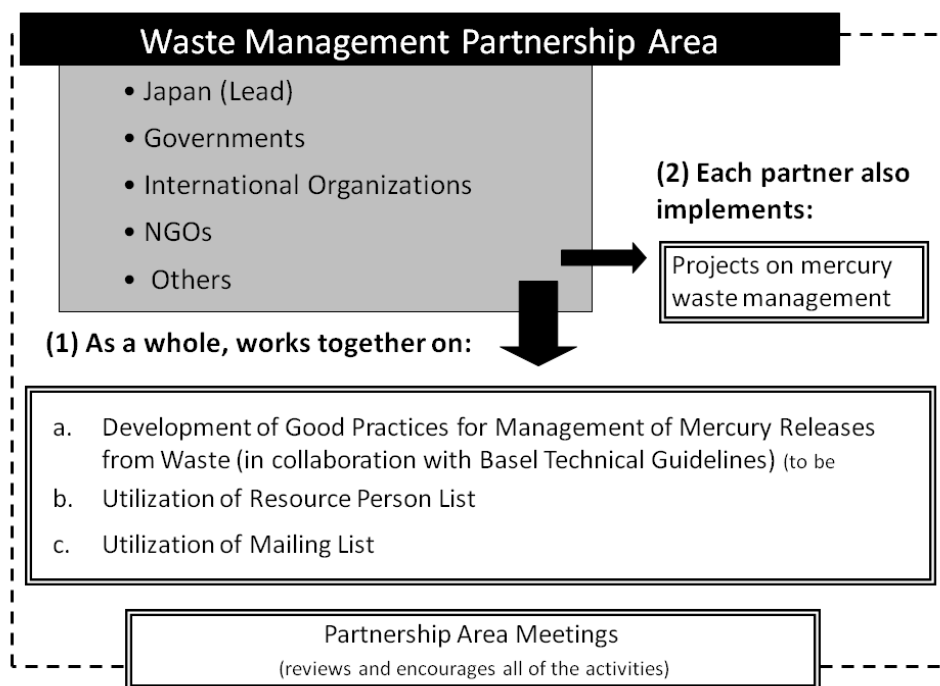 Waste Management Partnership Area
• Japan (Lead)
• Governments
• International Organizations
• NGOs
• Others
(2) Each partner also
implements:
Projects on mercury
waste management
(1) As a whole, works together on:
a. Development of Good Practices for Management of Mercury Releases
from Waste (in collaboration with Basel Technical Guidelines) (to be
b. Utilization of Resource Person List
c. Utilization of Mailing List
Partnership Area Meetings
(reviews and encourages all of the activities)